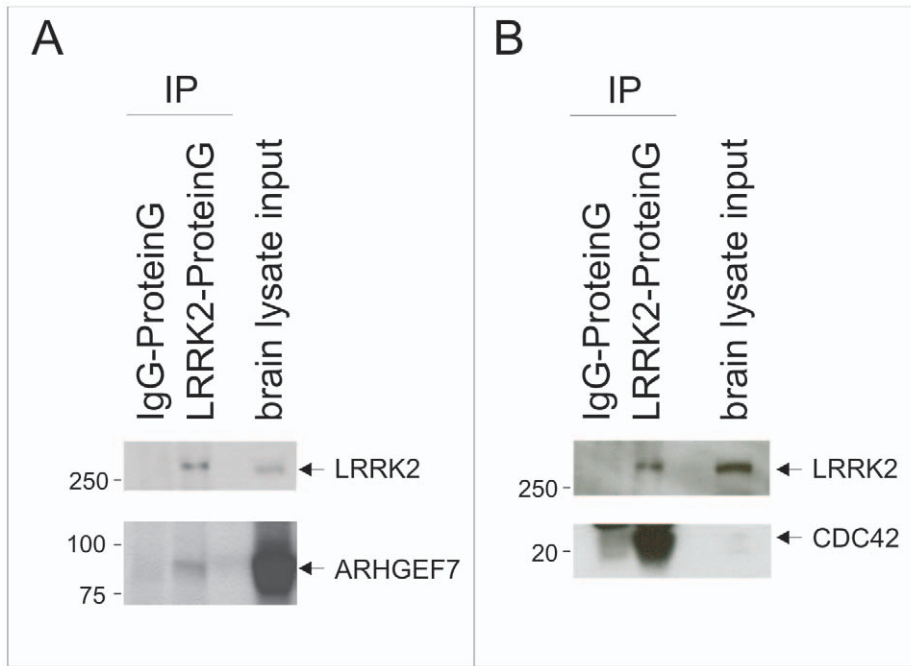 A
IP
IgG-ProteinG
LRRK2-ProteinG
brain lysate input
250
LRRK2
100
75
ARHGEF7
B
IP
IgG-ProteinG
LRRK2-ProteinG
brain lysate input
250
LRRK2
20
CDC42